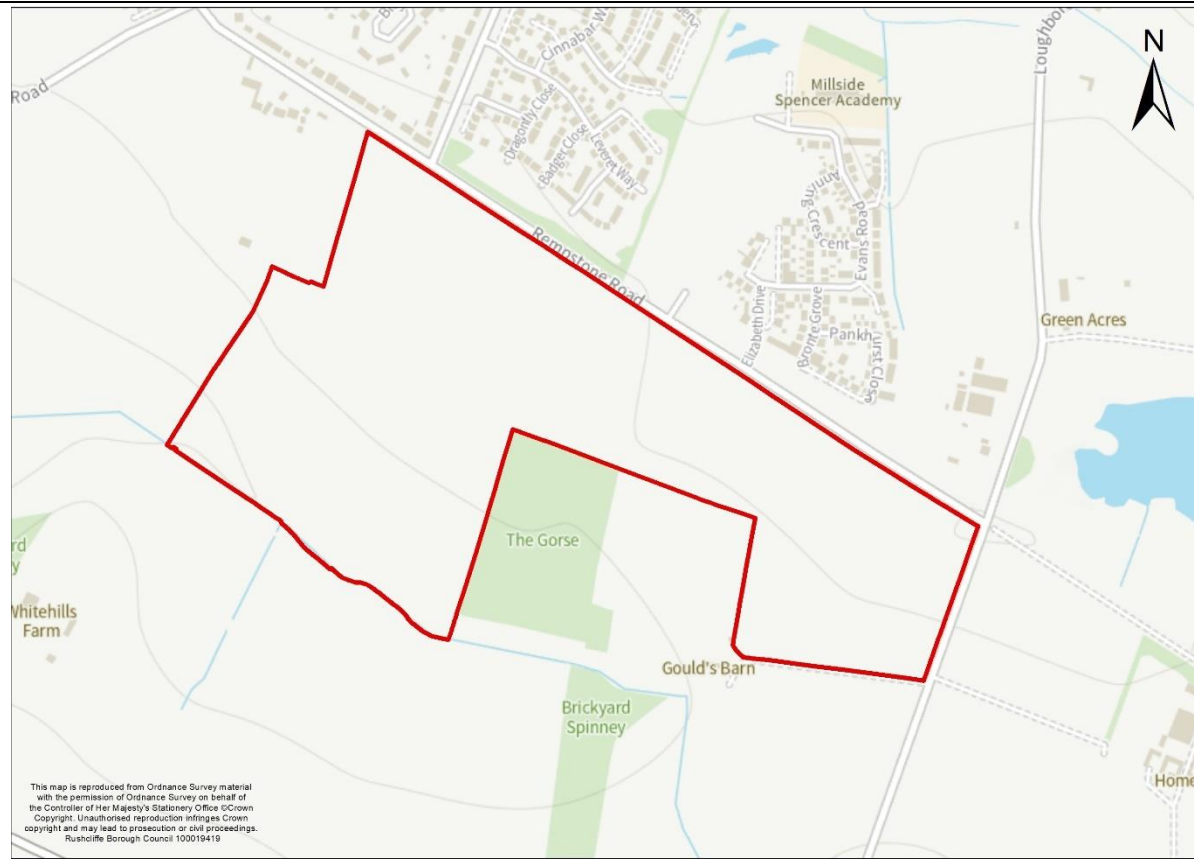 Road
Cinnabar W
Dragonfly Close
Badger Close
Leveret Way
Millside
Spencer Academy
Loughbor
N
Rempstone Road
Evans Road
Elizabeth Drive
Bronte Grove
Cent
Pankh
urst Close
Green Acres
The Gorse
Whitehills
Farm
Gould's Barn
Brickyard
Spinney
Home
This map is reproduced from Ordnance Survey material
with the permission of Ordnance Survey on behalf of
the Controller of Her Majesty's Stationery Office ©Crown
Copyright. Unauthorised reproduction infringes Crown
copyright and may lead to prosecution or civil proceedings.
Rushcliffe Borough Council 100019419